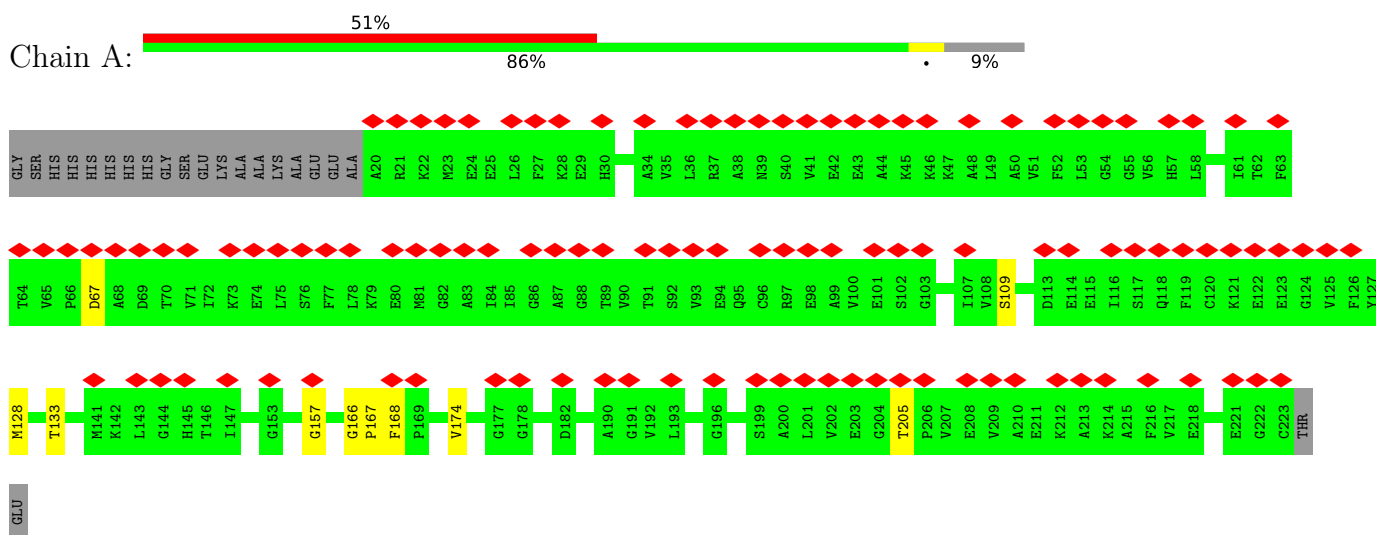 51%
Chain A:
86% • 9%
GLY SER HIS HIS HIS HIS HIS HIS GLY SER GLU LYS ALA ALA LYS ALA GLU GLU ALA A20 R21 K22 M23 E24 E25 L26 F27 K28 E29 H30 A34 V35 L36 R37 A38 N39 S40 V41 E42 E43 A44 K45 K46 K47 A48 L49 A50 V51 F52 L53 G54 G55 V56 H57 L58 I61 T62 F63
T64 V65 P66 D67 A68 D69 T70 V71 I72 K73 E74 L75 S76 F77 L78 K79 E80 M81 G82 A83 I84 I85 G86 A87 G88 T89 V90 T91 S92 V93 E94 Q95 C96 R97 E98 A99 V100 E101 S102 G103 I107 V108 S109 D113 E114 E115 I116 S117 Q118 F119 C120 K121 E122 E123 G124 V125 F126 Y127
M128 T133 M141 K142 L143 G144 H145 T146 I147 G153 G157 G166 P167 F168 P169 V174 G177 G178 D182 A190 G191 V192 L193 G196 S199 A200 L201 V202 E203 G204 T205 P206 V207 E208 V209 A210 E211 K212 A213 K214 A215 F216 V217 E218 E221 G222 C223 THR
GLU